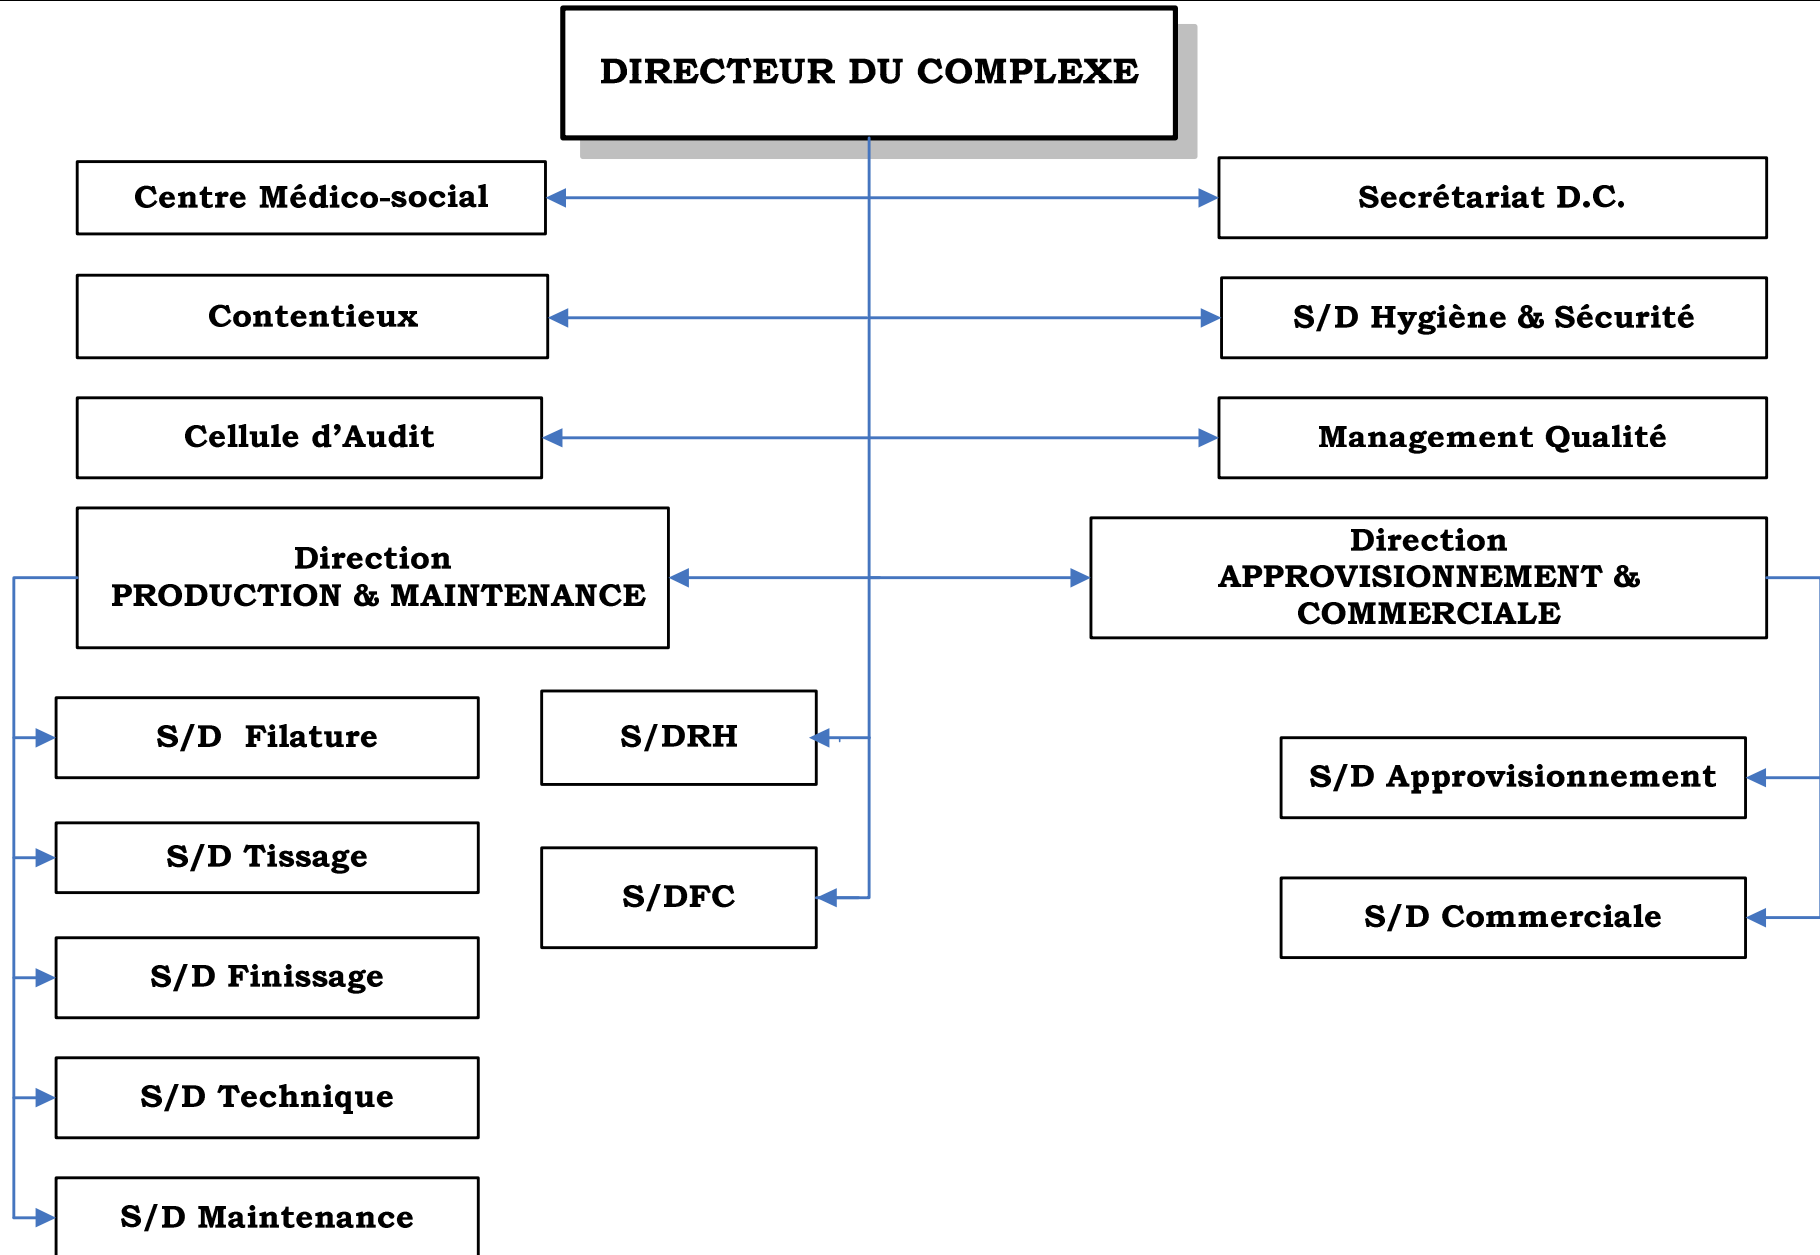 DIRECTEUR DU COMPLEXE
Centre Médico-social
Secrétariat D.C.
Contentieux
S/D Hygiène & Sécurité
Cellule d’Audit
Management Qualité
Direction
PRODUCTION & MAINTENANCE
Direction
APPROVISIONNEMENT &
COMMERCIALE
S/D Filature
S/DRH
S/D Approvisionnement
S/D Tissage
S/DFC
S/D Commerciale
S/D Finissage
S/D Technique
S/D Maintenance